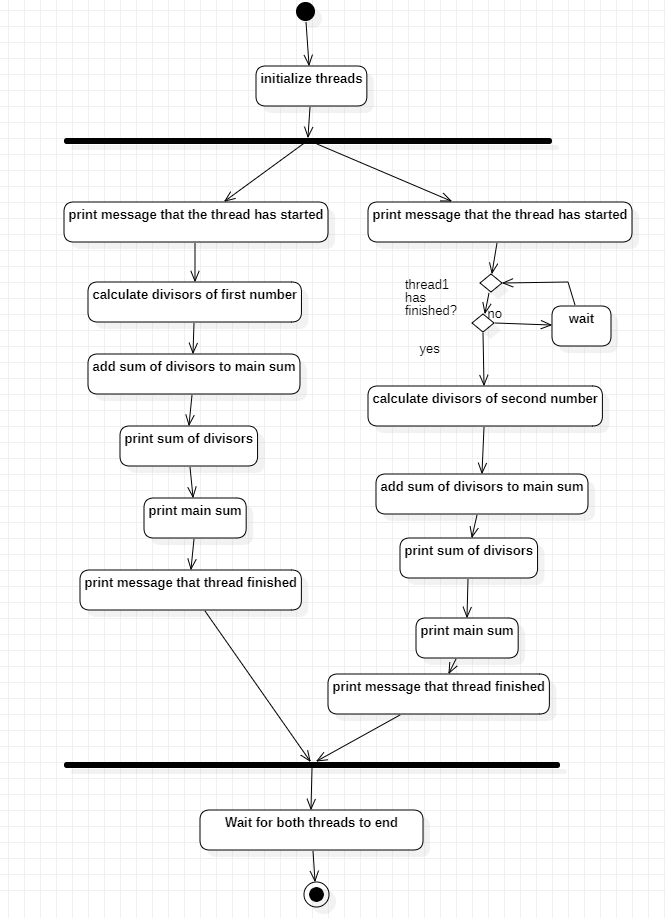 initialize threads
print message that the thread has started
print message that the thread has started
calculate divisors of first number
thread1
has
finished?
no
wait
yes
add sum of divisors to main sum
calculate divisors of second number
print sum of divisors
add sum of divisors to main sum
print main sum
print sum of divisors
print message that thread finished
print main sum
print message that thread finished
Wait for both threads to end